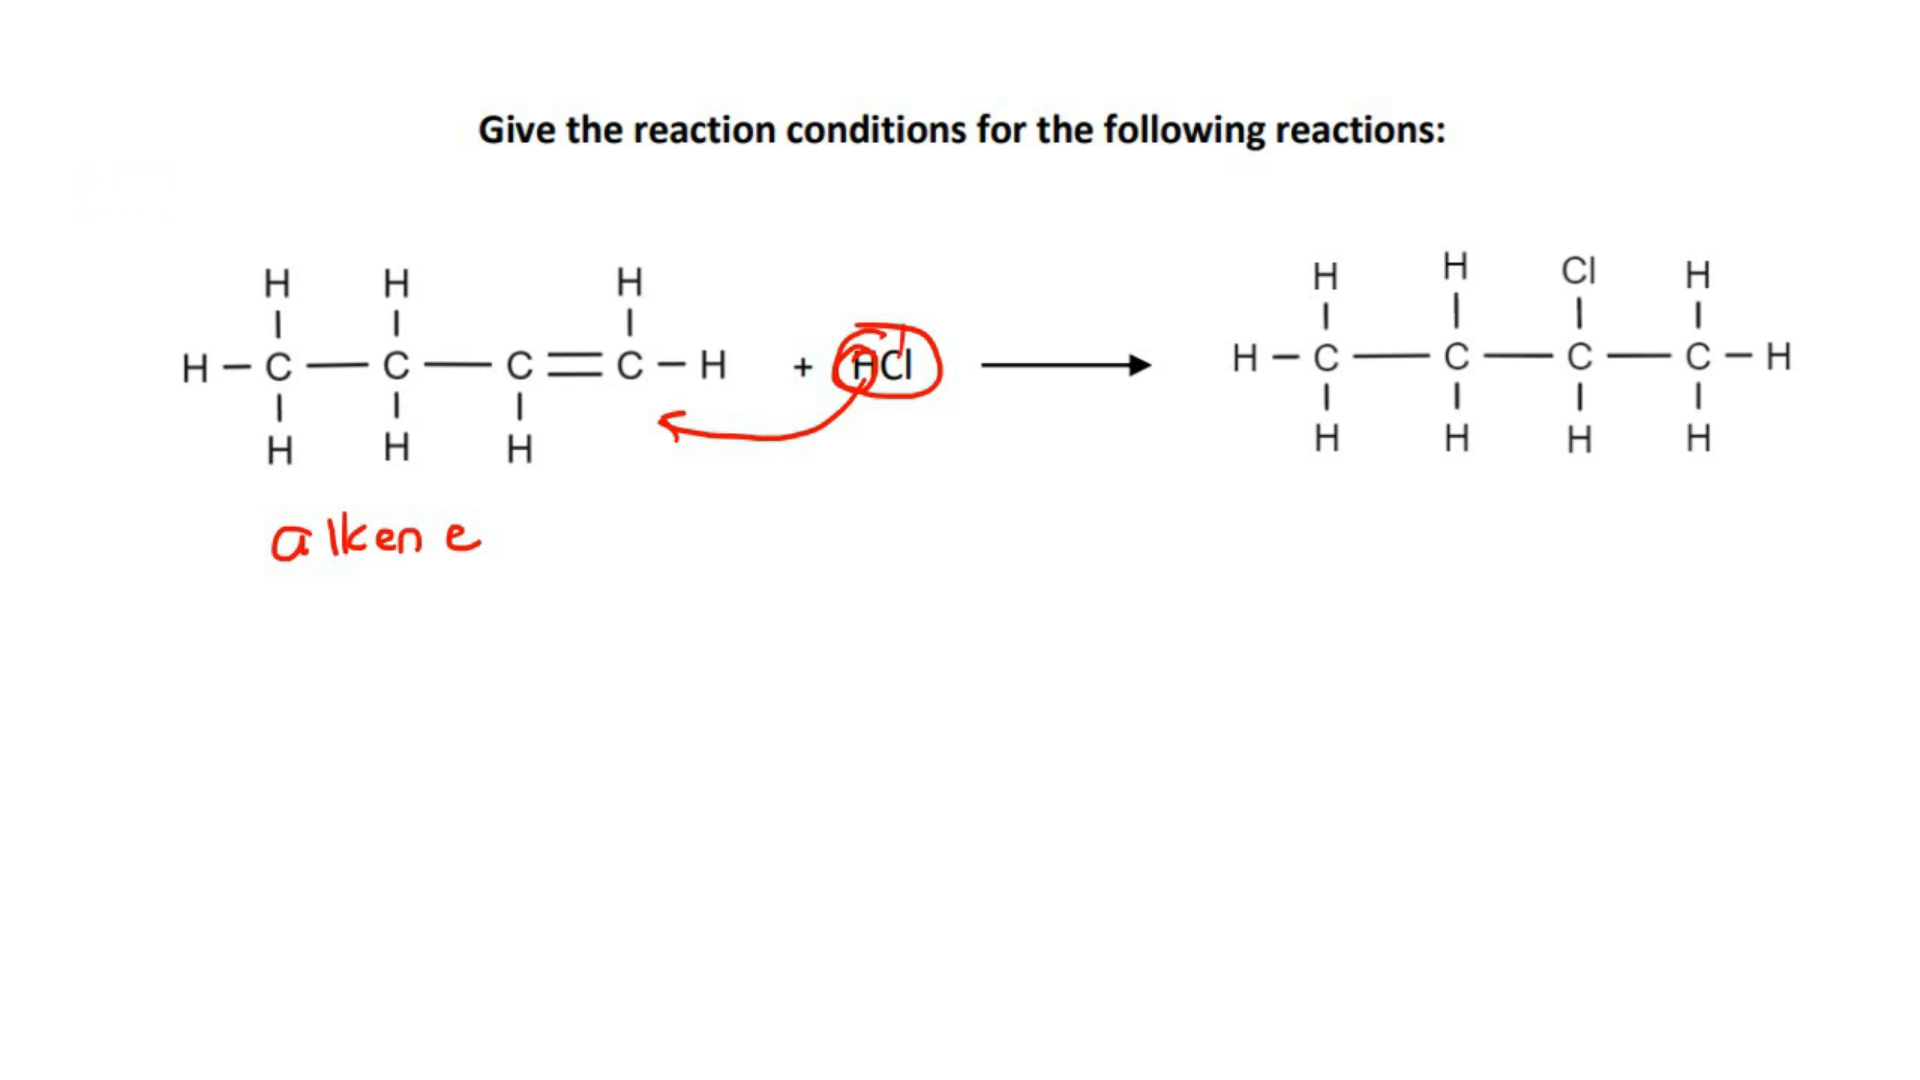 Give the reaction conditions for the following reactions:
H H H H H Cl H
H – C — C — C = C – H + HCl → H – C — C — C — C – H
H H H H H H H
alkene